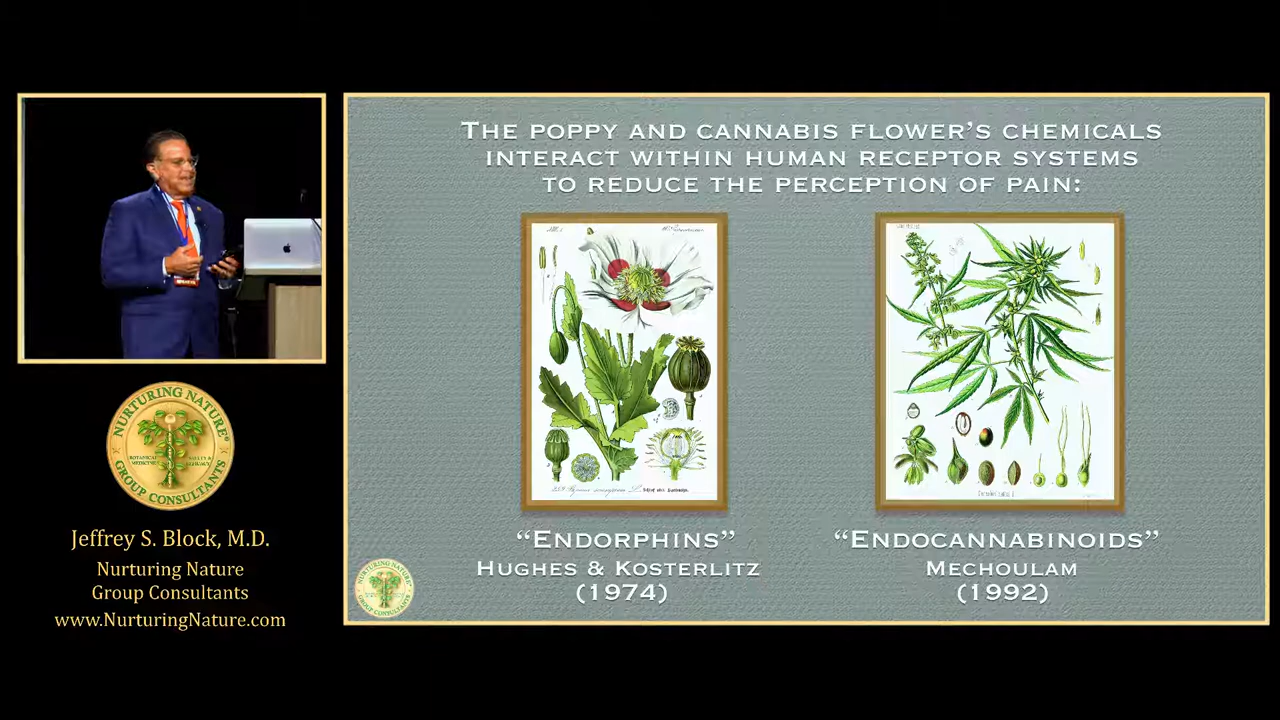 THE POPPY AND CANNABIS FLOWER'S CHEMICALS
INTERACT WITHIN HUMAN RECEPTOR SYSTEMS
TO REDUCE THE PERCEPTION OF PAIN:
"ENDORPHINS"
HUGHES & KOSTERLITZ
(1974)
"ENDOCANNABINOIDS"
MECHOULAM
(1992)
NURTURING NATURE
GROUP CONSULTANTS
Jeffrey S. Block, M.D.
Nurturing Nature
Group Consultants
www.NurturingNature.com